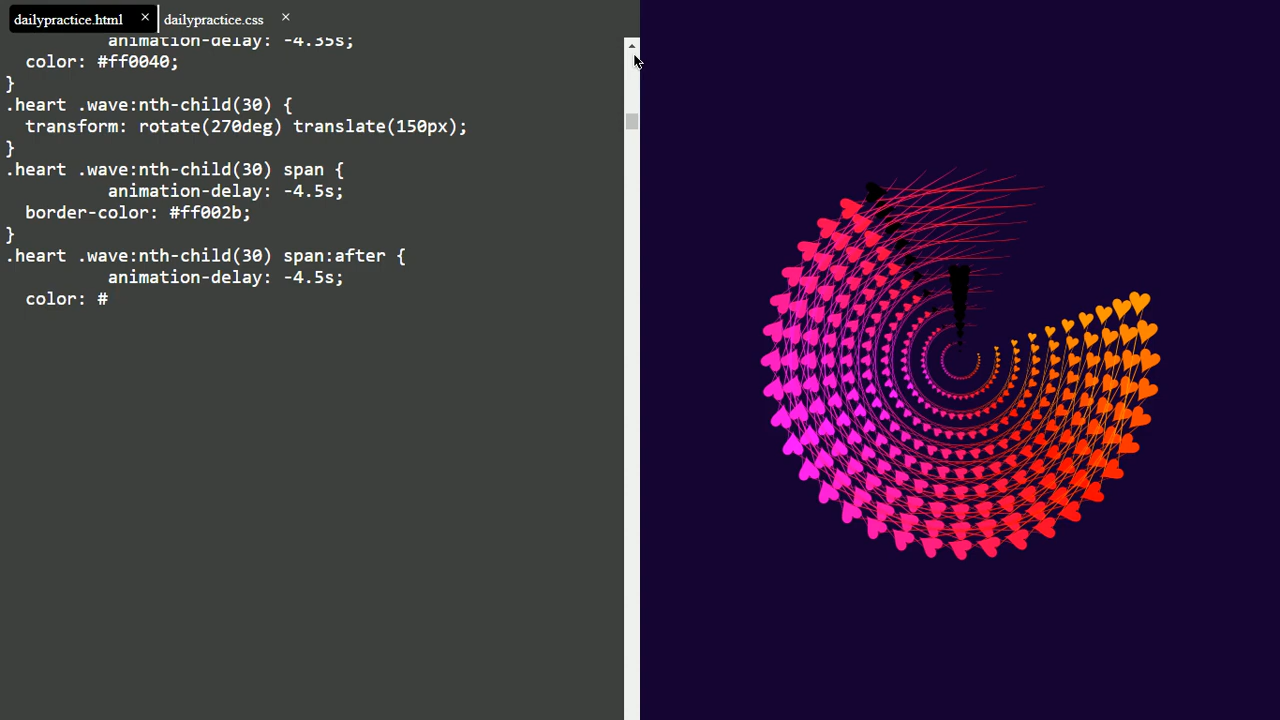 dailypractice.html × dailypractice.css ×
animation-delay: -4.35s;
color: #ff0040;
}
.heart .wave:nth-child(30) {
transform: rotate(270deg) translate(150px);
}
.heart .wave:nth-child(30) span {
animation-delay: -4.5s;
border-color: #ff002b;
}
.heart .wave:nth-child(30) span:after {
animation-delay: -4.5s;
color: #